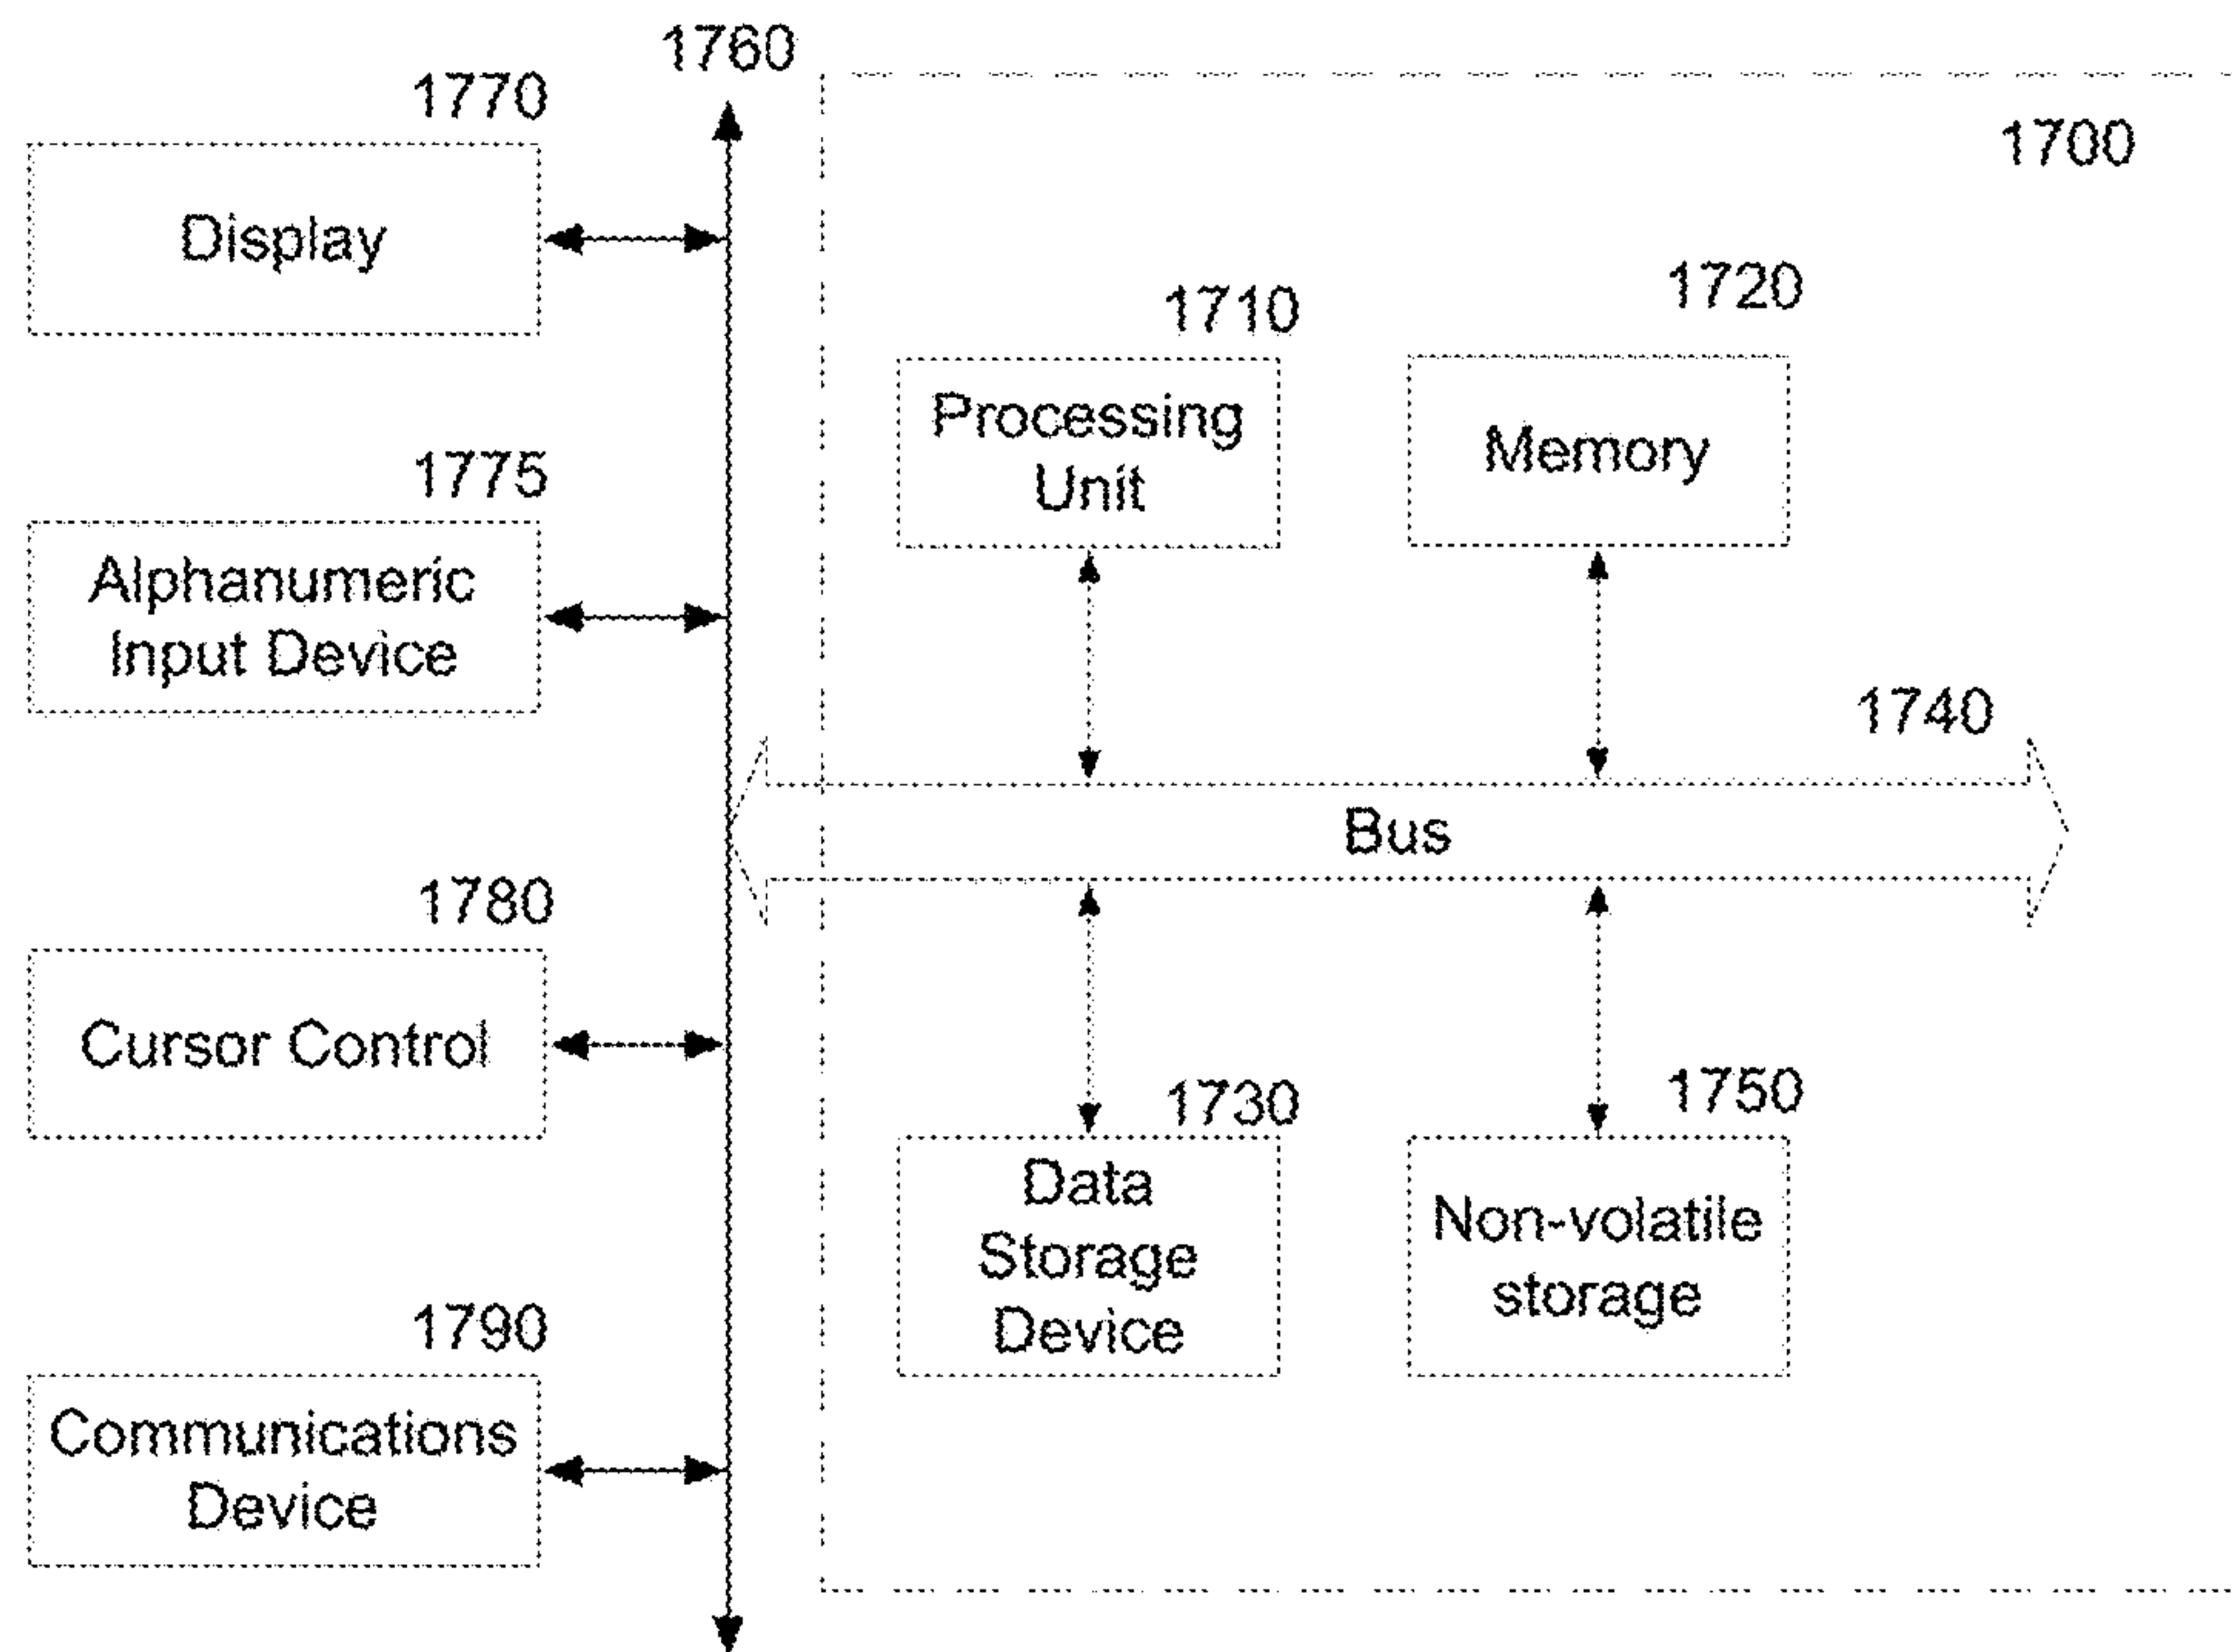 1760
1770
1700
Display
1710
1720
Processing
Unit
Memory
1775
Alphanumeric
Input Device
1740
Bus
1780
Cursor Control
1730
1750
Data
Storage
Device
Non-volatile
storage
1790
Communications
Device